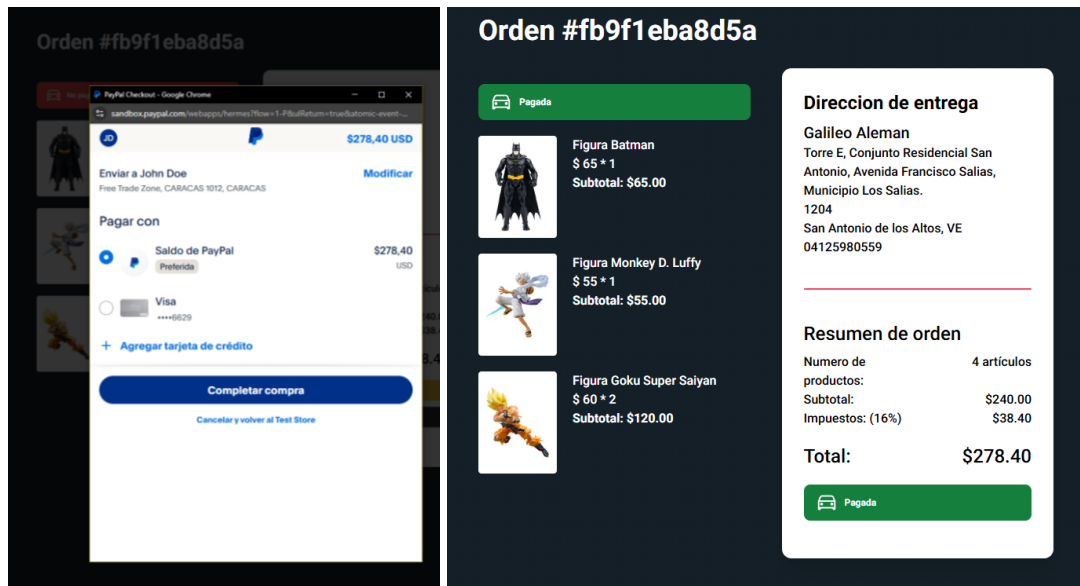 Orden #fb9f1eba8d5a
No pag
PayPal Checkout - Google Chrome
sandbox.paypal.com/webapps/hermes?flow=1-P&ulReturn=true&atomic-event-...
JD
$278,40 USD
Enviar a John Doe
Modificar
Free Trade Zone, CARACAS 1012, CARACAS
Pagar con
Saldo de PayPal
$278,40
Preferida
USD
Visa
••••6629
+ Agregar tarjeta de crédito
Completar compra
Cancelar y volver al Test Store
Orden #fb9f1eba8d5a
Pagada
Figura Batman
$ 65 * 1
Subtotal: $65.00
Figura Monkey D. Luffy
$ 55 * 1
Subtotal: $55.00
Figura Goku Super Saiyan
$ 60 * 2
Subtotal: $120.00
Direccion de entrega
Galileo Aleman
Torre E, Conjunto Residencial San
Antonio, Avenida Francisco Salias,
Municipio Los Salias.
1204
San Antonio de los Altos, VE
04125980559
Resumen de orden
Numero de
productos:
4 artículos
Subtotal:
$240.00
Impuestos: (16%)
$38.40
Total:
$278.40
Pagada